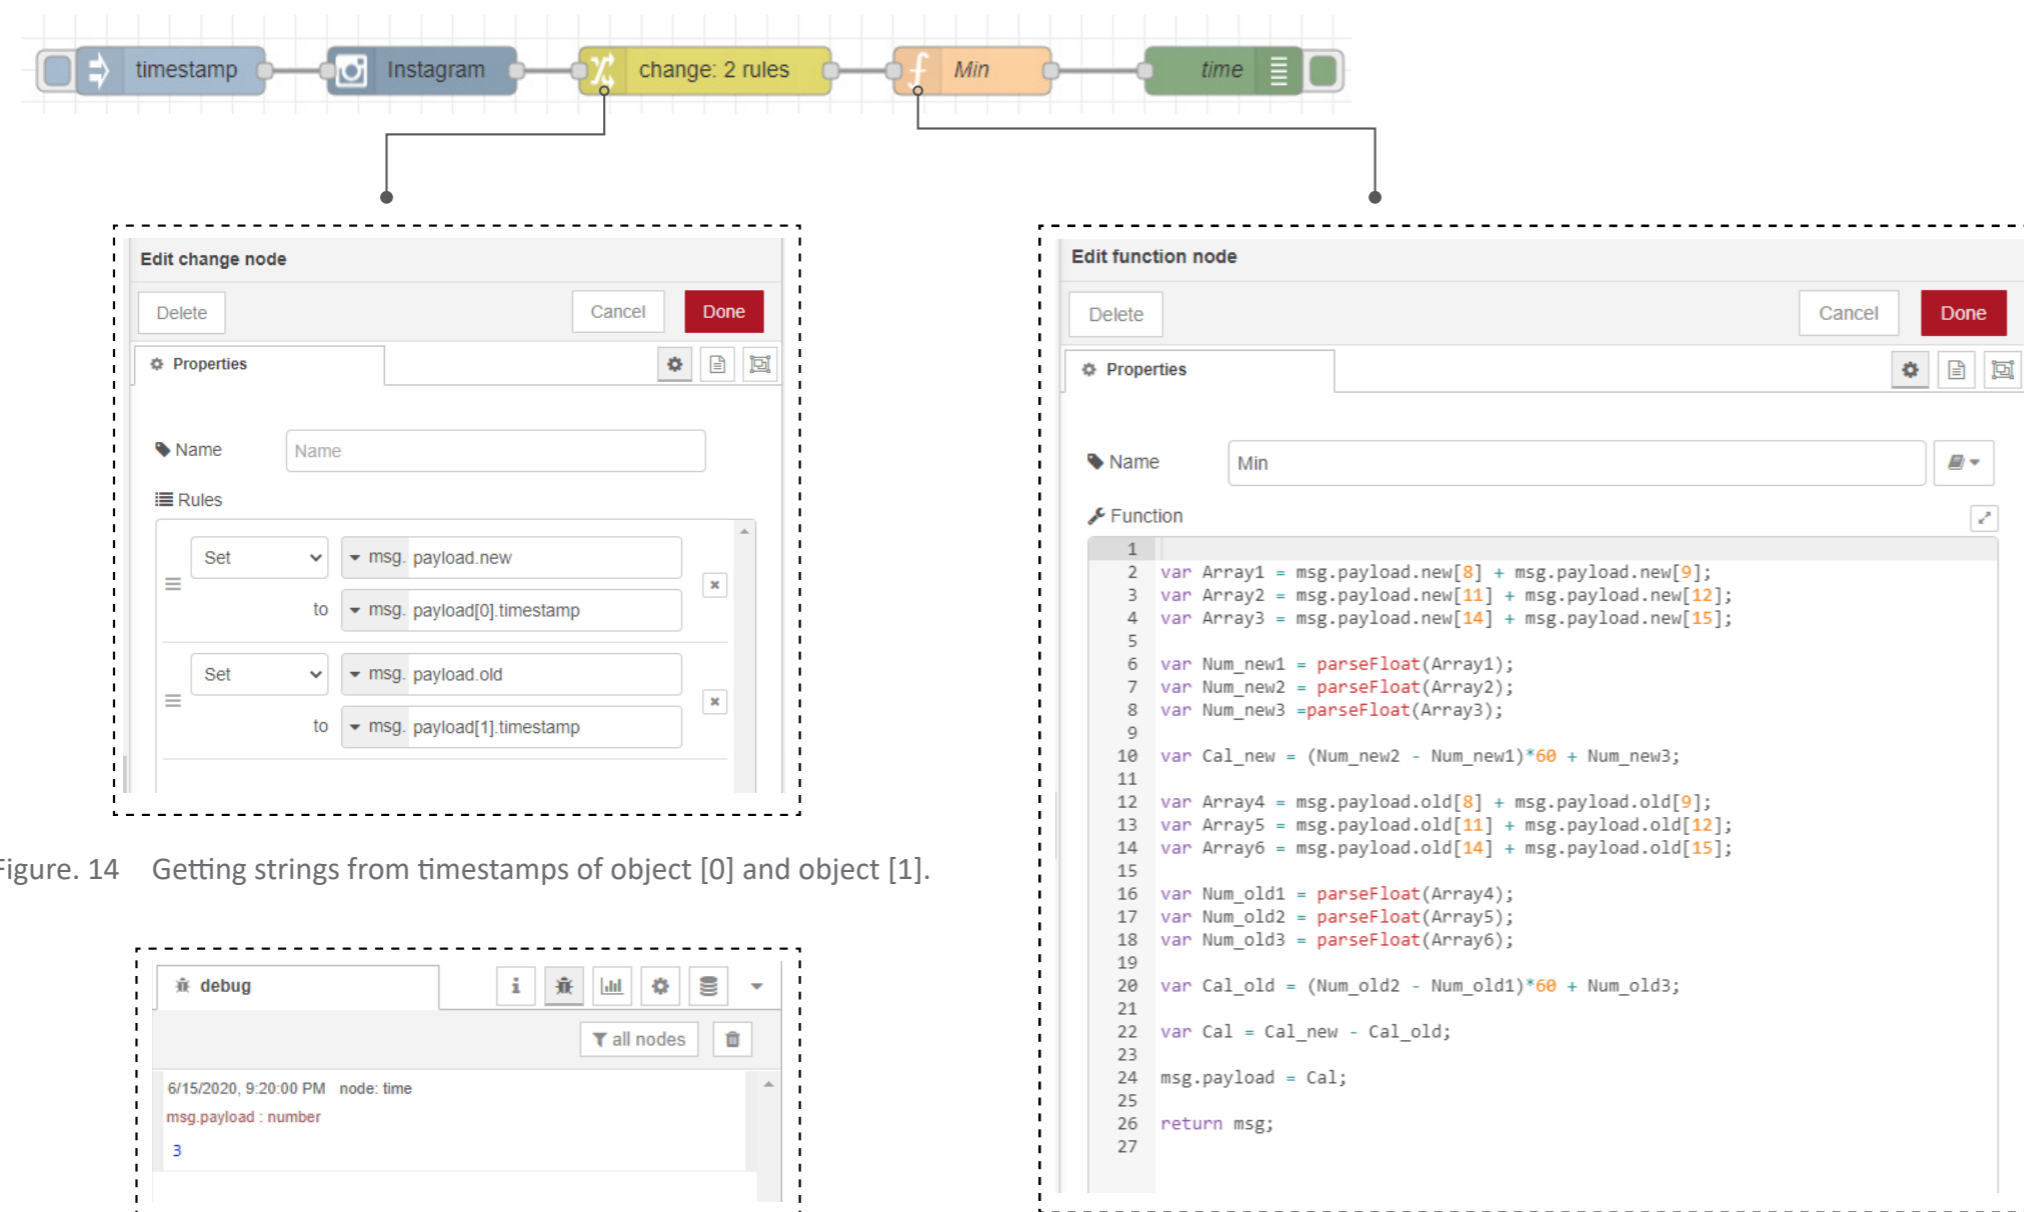 timestamp
Instagram
change: 2 rules
Min
time
Edit change node
Delete
Cancel
Done
Properties
Name
Name
Rules
Set
msg. payload.new
to
msg. payload[0].timestamp
Set
msg. payload.old
to
msg. payload[1].timestamp
Figure. 14 Getting strings from timestamps of object [0] and object [1].
debug
all nodes
6/15/2020, 9:20:00 PM node: time
msg.payload : number
3
Edit function node
Delete
Cancel
Done
Properties
Name
Min
Function
1
2 var Array1 = msg.payload.new[8] + msg.payload.new[9];
3 var Array2 = msg.payload.new[11] + msg.payload.new[12];
4 var Array3 = msg.payload.new[14] + msg.payload.new[15];
5
6 var Num_new1 = parseFloat(Array1);
7 var Num_new2 = parseFloat(Array2);
8 var Num_new3 =parseFloat(Array3);
9
10 var Cal_new = (Num_new2 - Num_new1)*60 + Num_new3;
11
12 var Array4 = msg.payload.old[8] + msg.payload.old[9];
13 var Array5 = msg.payload.old[11] + msg.payload.old[12];
14 var Array6 = msg.payload.old[14] + msg.payload.old[15];
15
16 var Num_old1 = parseFloat(Array4);
17 var Num_old2 = parseFloat(Array5);
18 var Num_old3 = parseFloat(Array6);
19
20 var Cal_old = (Num_old2 - Num_old1)*60 + Num_old3;
21
22 var Cal = Cal_new - Cal_old;
23
24 msg.payload = Cal;
25
26 return msg;
27